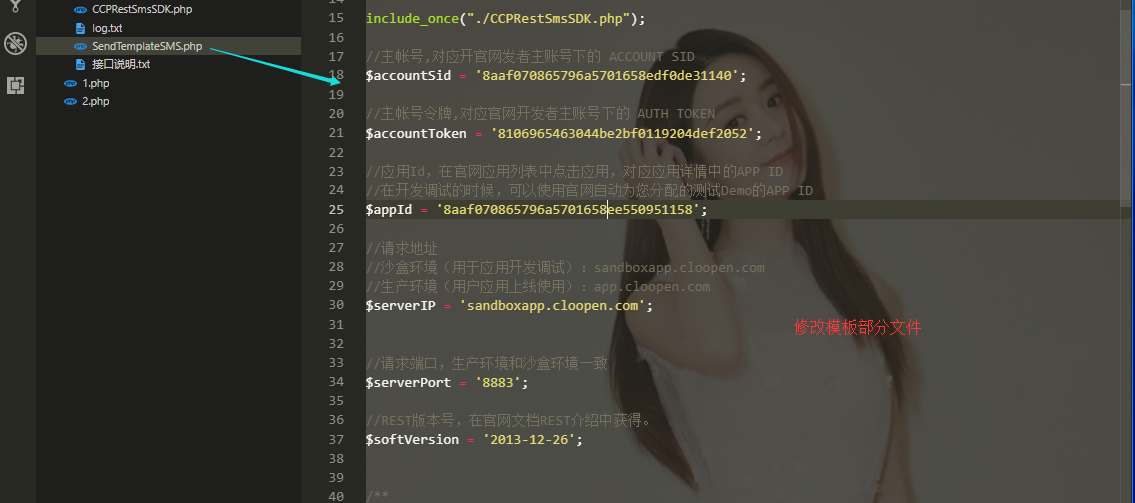 CCPRestSmsSDK.php
log.txt
SendTemplateSMS.php
接口说明.txt
1.php
2.php
14
15 include_once("./CCPRestSmsSDK.php");
16
17 //主帐号,对应开官网发者主账号下的 ACCOUNT SID
18 $accountSid = '8aaf070865796a5701658edf0de31140';
19
20 //主帐号令牌,对应官网开发者主账号下的 AUTH TOKEN
21 $accountToken = '8106965463044be2bf0119204def2052';
22
23 //应用Id，在官网应用列表中点击应用，对应应用详情中的APP ID
24 //在开发调试的时候，可以使用官网自动为您分配的测试Demo的APP ID
25 $appId = '8aaf070865796a5701658ee550951158';
26
27 //请求地址
28 //沙盒环境（用于应用开发调试）：sandboxapp.cloopen.com
29 //生产环境（用户应用上线使用）：app.cloopen.com
30 $serverIP = 'sandboxapp.cloopen.com';
31
修改模板部分文件
32
33 //请求端口，生产环境和沙盒环境一致
34 $serverPort = '8883';
35
36 //REST版本号，在官网文档REST介绍中获得。
37 $softVersion = '2013-12-26';
38
39
40 /**